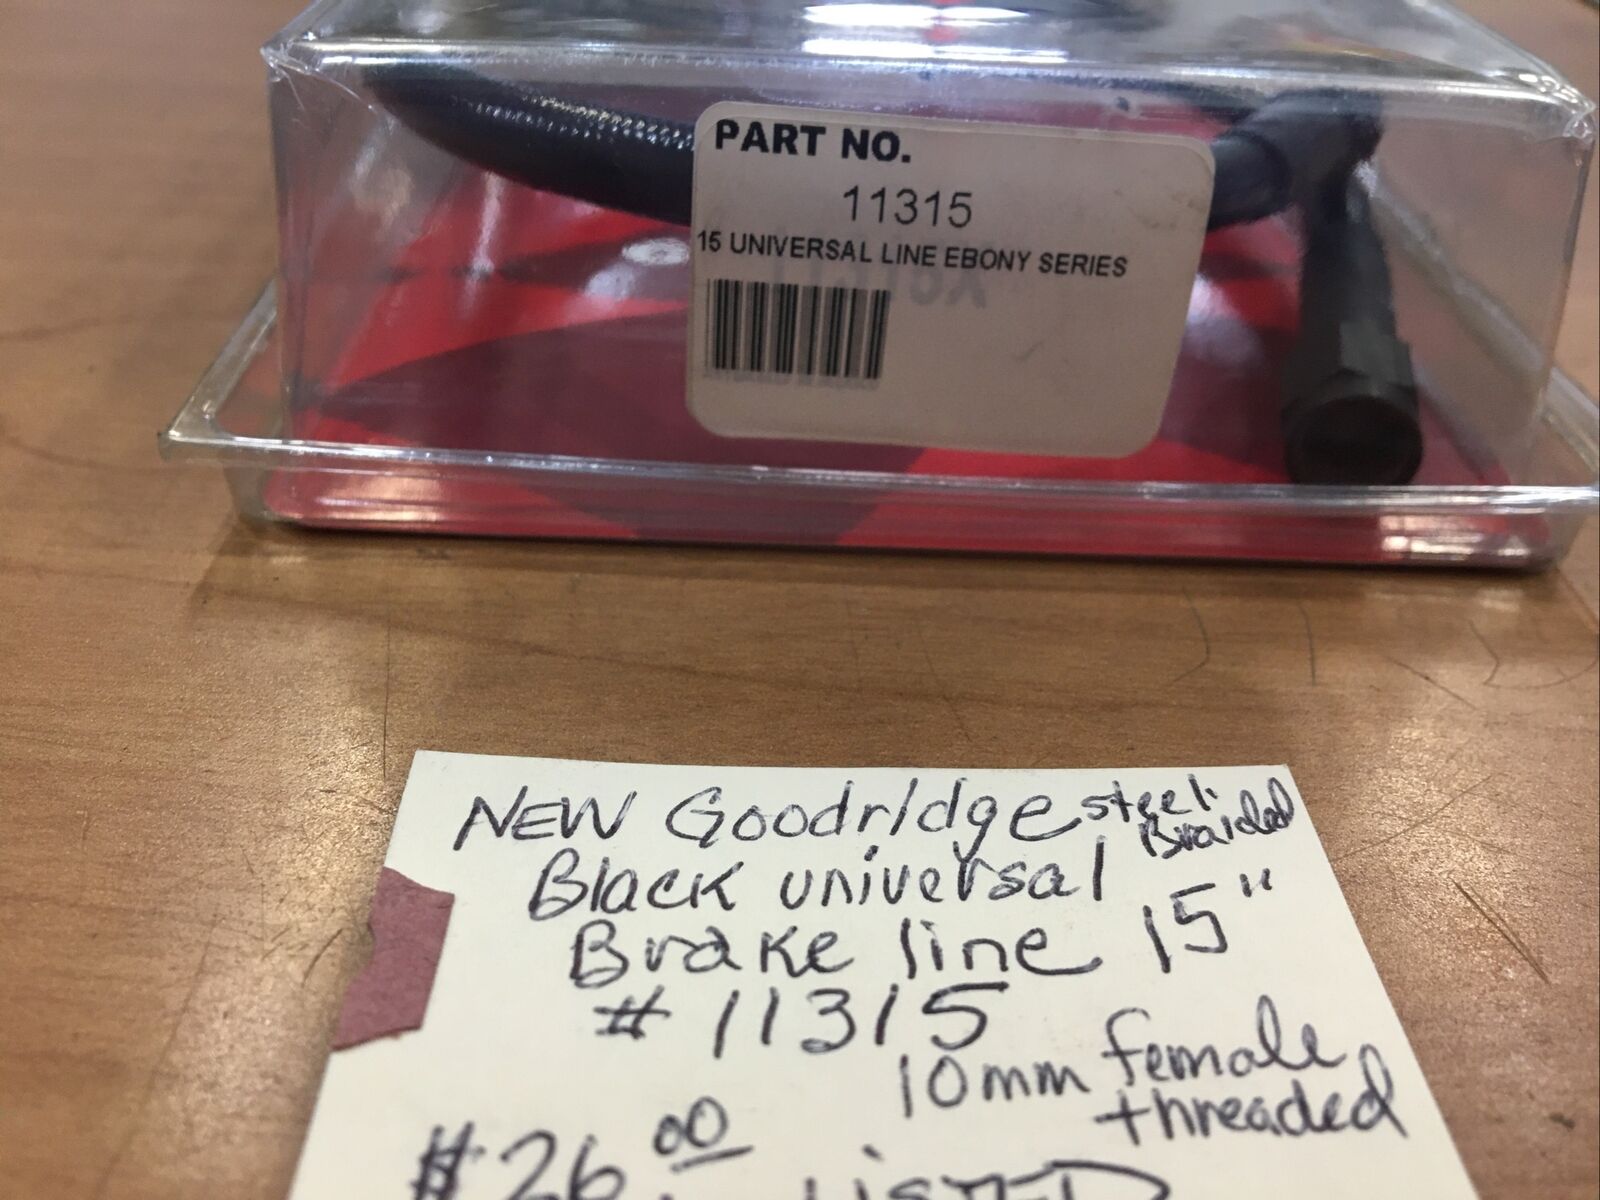 PART NO.
11315
15 UNIVERSAL LINE EBONY SERIES
NEW Goodridge steel. Braided
Black universal
Brake line 15"
# 11315
10mm female threaded
$26.00 LISTED